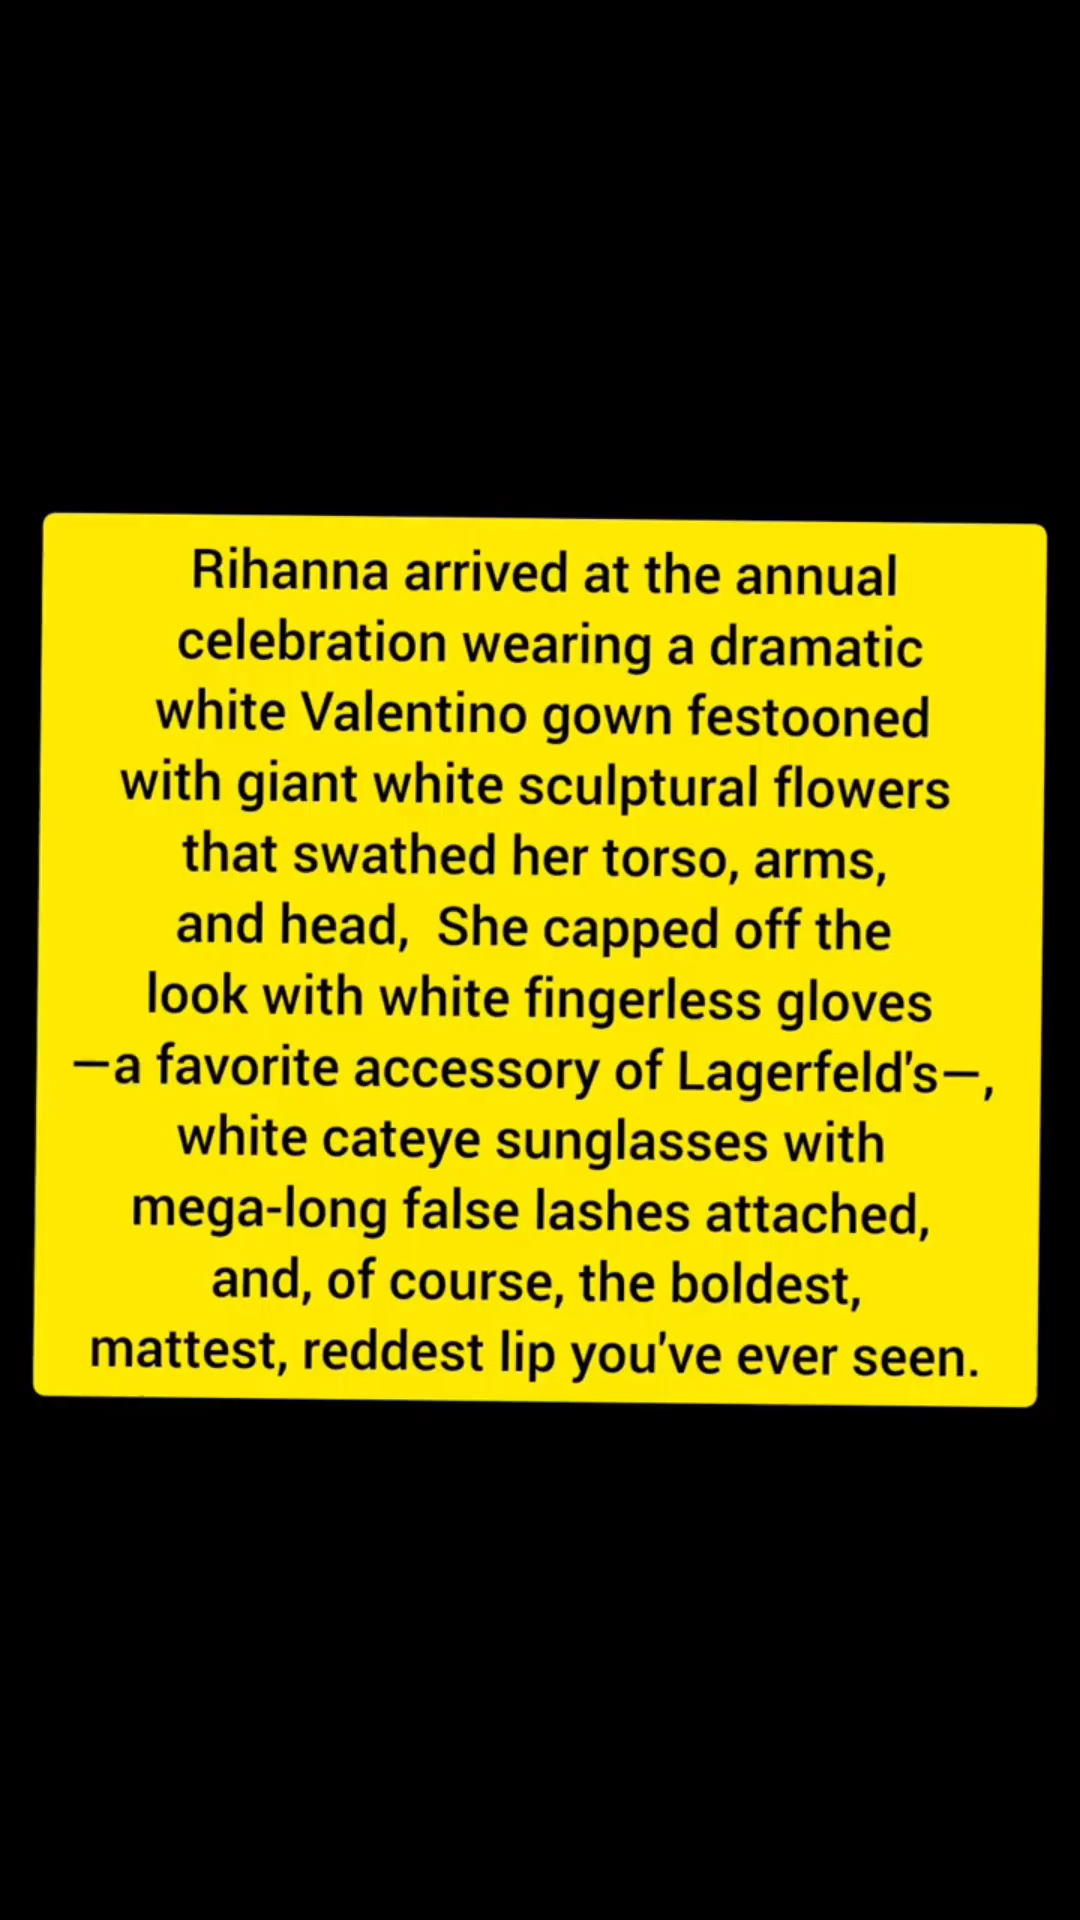 Rihanna arrived at the annual
celebration wearing a dramatic
white Valentino gown festooned
with giant white sculptural flowers
that swathed her torso, arms,
and head,  She capped off the
look with white fingerless gloves
—a favorite accessory of Lagerfeld's—,
white cateye sunglasses with
mega-long false lashes attached,
and, of course, the boldest,
mattest, reddest lip you've ever seen.